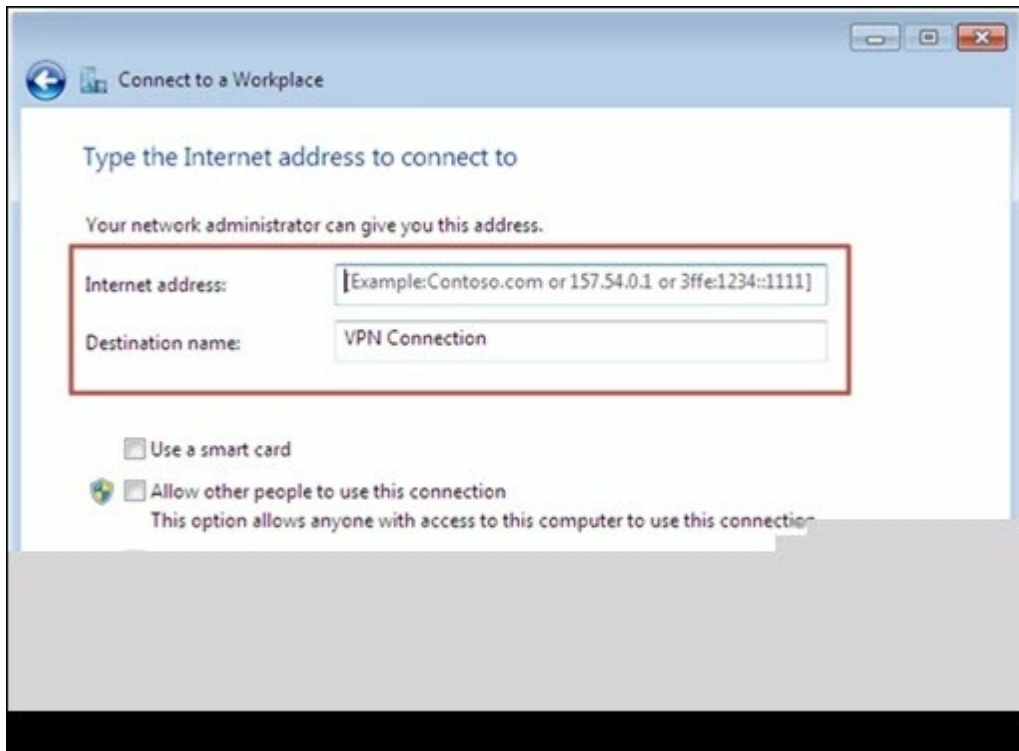 Connect to a Workplace
Type the Internet address to connect to
Your network administrator can give you this address.
Internet address: [Example:Contoso.com or 157.54.0.1 or 3ffe:1234::1111]
Destination name: VPN Connection
Use a smart card
Allow other people to use this connection
This option allows anyone with access to this computer to use this connection